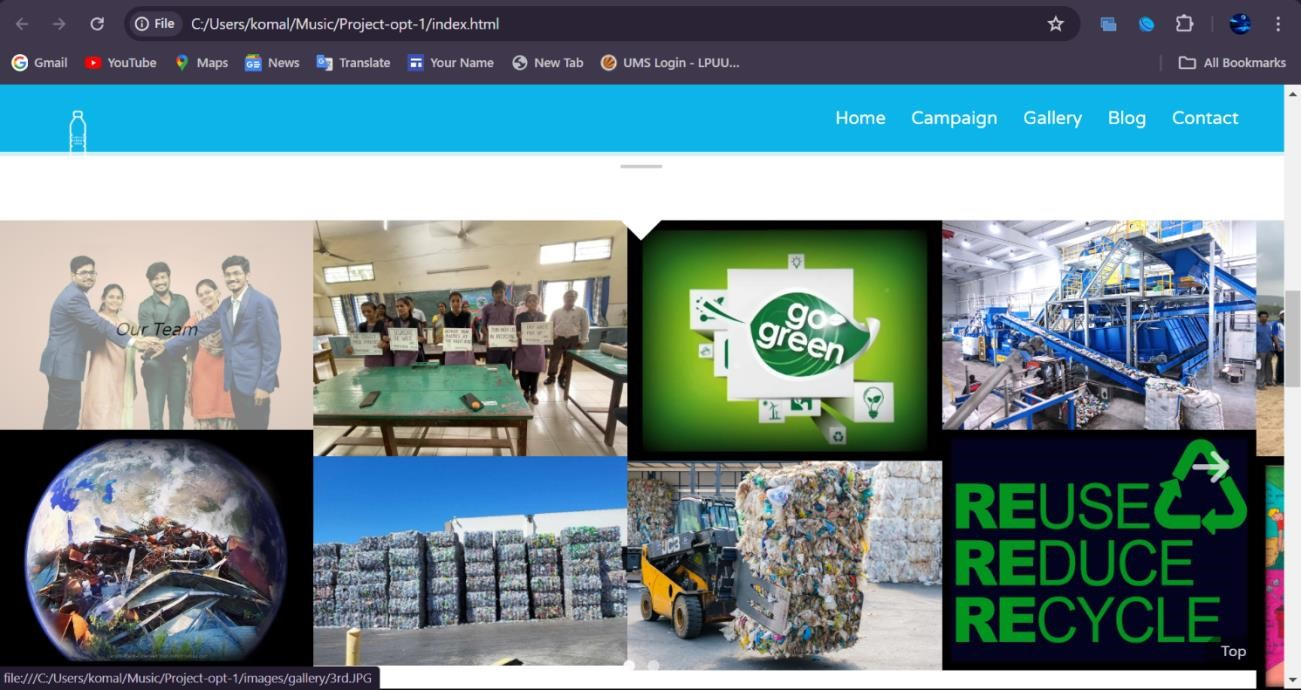 File C:/Users/komal/Music/Project-opt-1/index.html
Gmail YouTube Maps News Translate Your Name New Tab UMS Login - LPUU... All Bookmarks
Home Campaign Gallery Blog Contact
Our Team
go
green
REUSE
REDUCE
RECYCLE
Top
file:///C:/Users/komal/Music/Project-opt-1/images/gallery/3rd.JPG